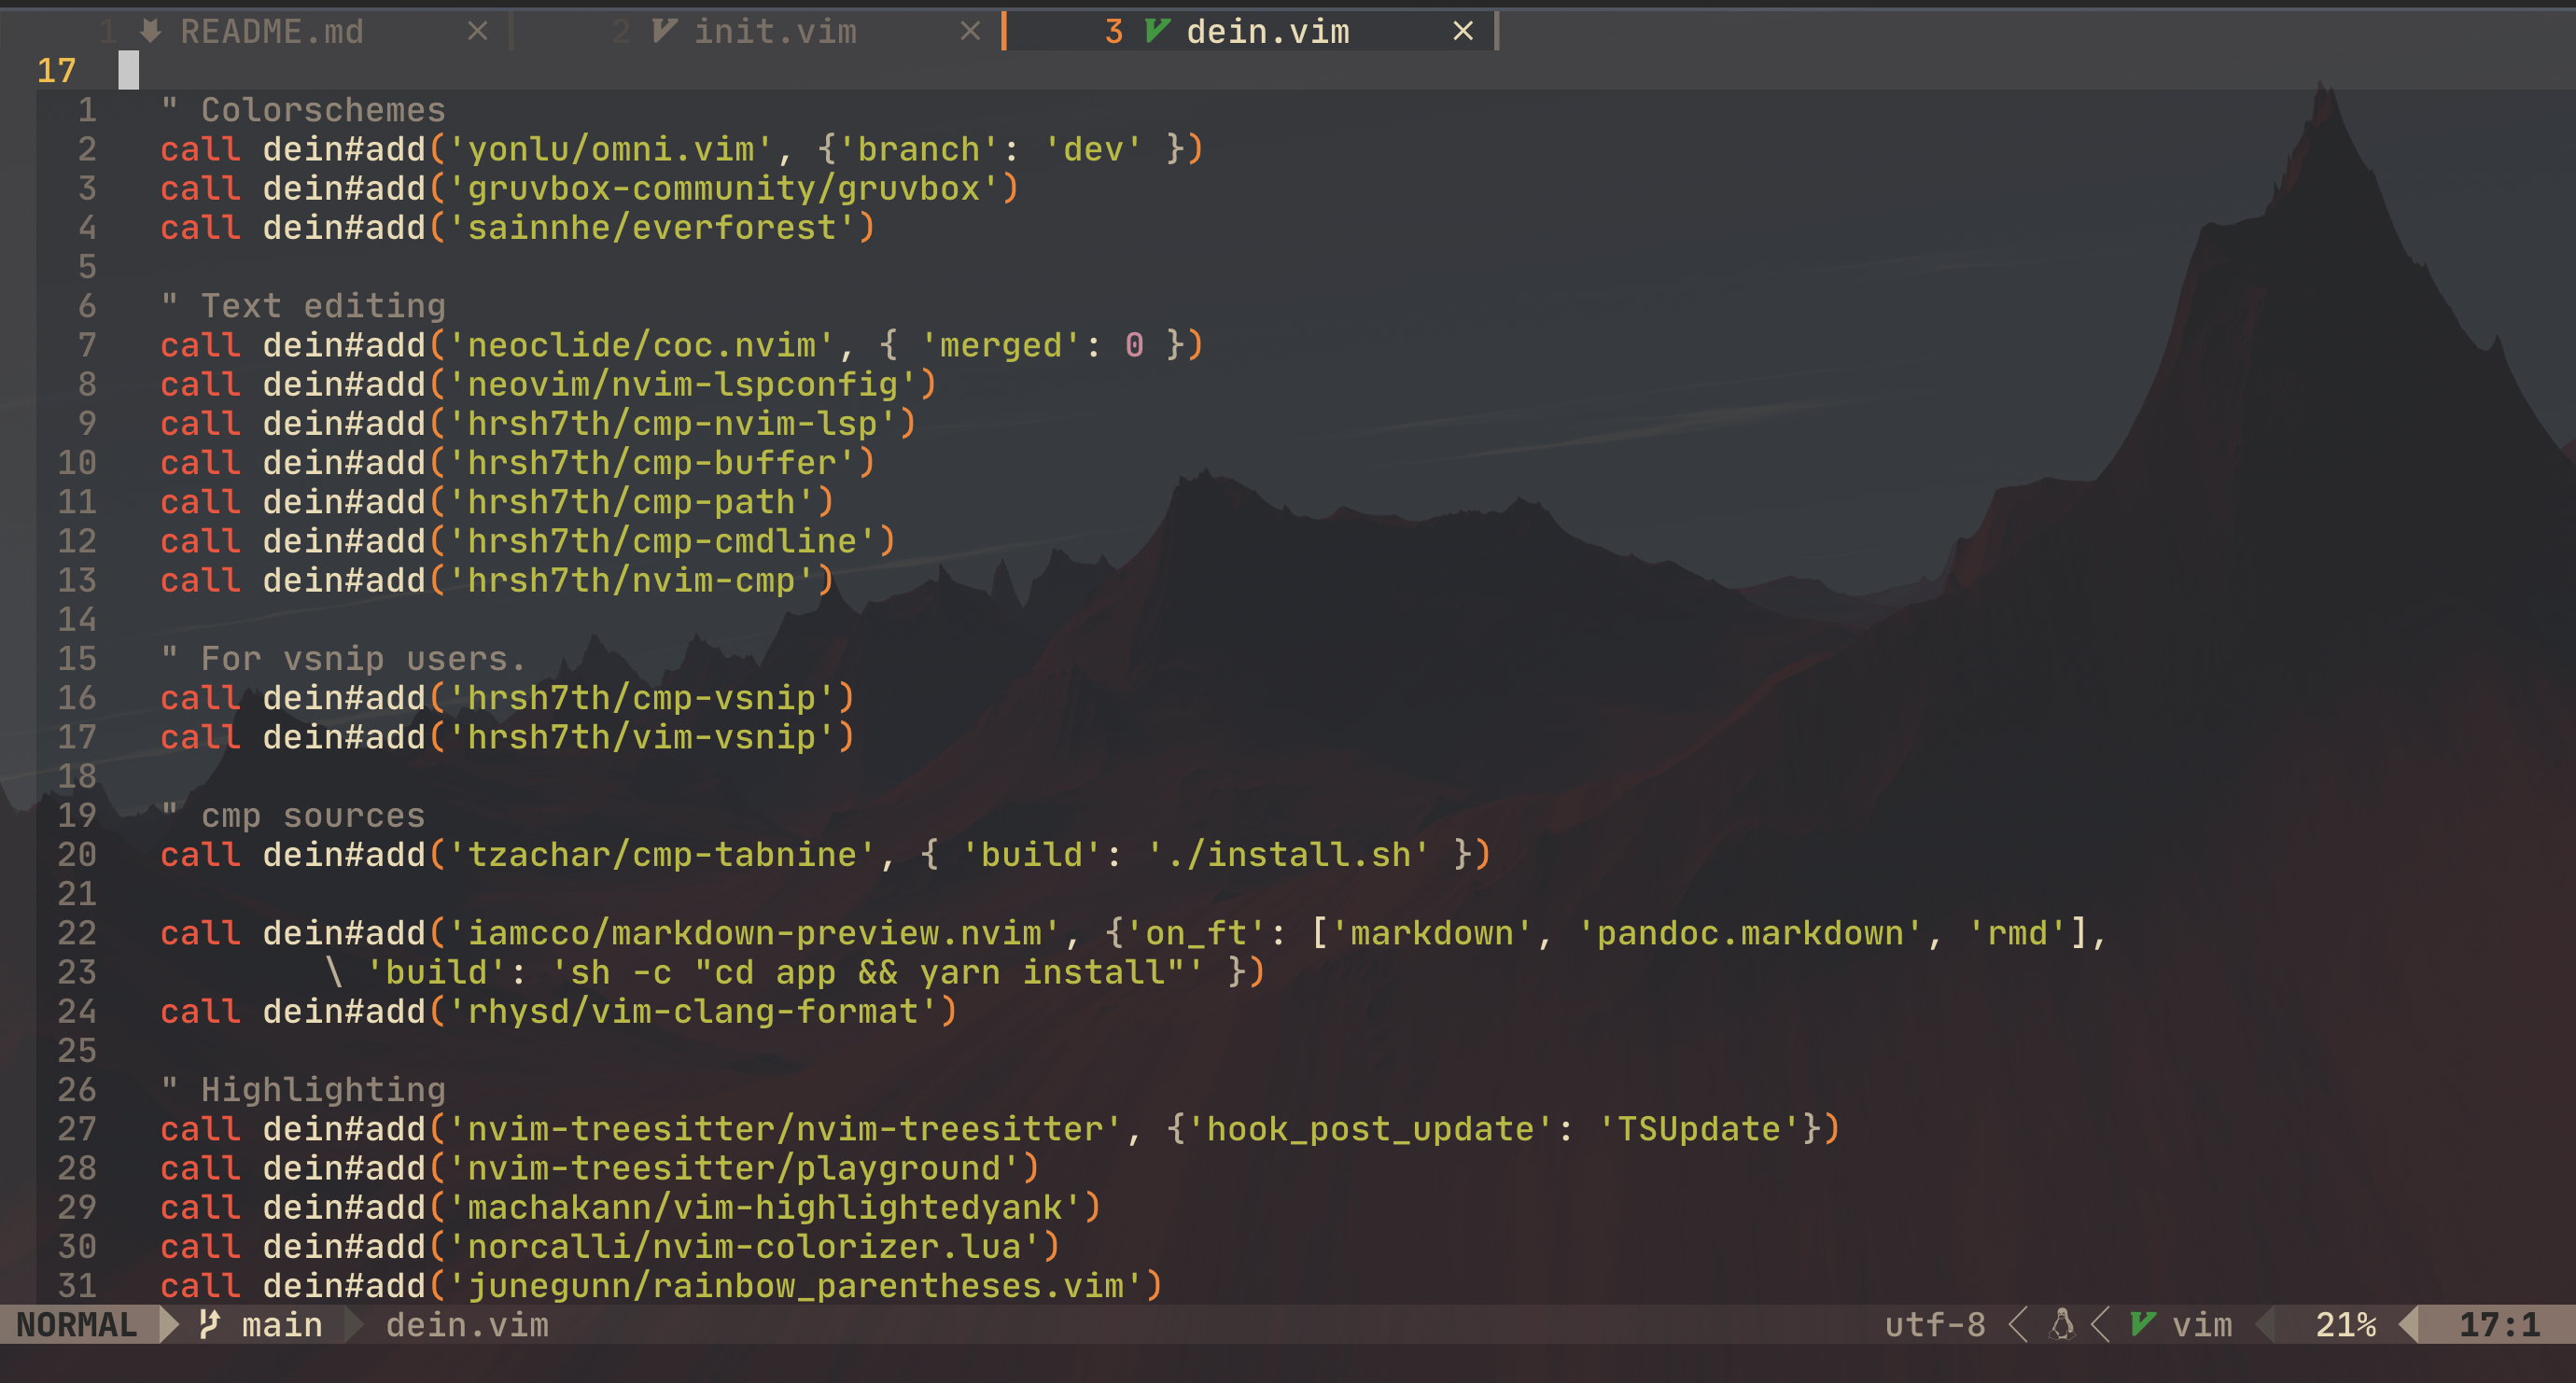 1 README.md × 2 init.vim × 3 dein.vim ×
17
1 " Colorschemes
2 call dein#add('yonlu/omni.vim', {'branch': 'dev' })
3 call dein#add('gruvbox-community/gruvbox')
4 call dein#add('sainnhe/everforest')
5
6 " Text editing
7 call dein#add('neoclide/coc.nvim', { 'merged': 0 })
8 call dein#add('neovim/nvim-lspconfig')
9 call dein#add('hrsh7th/cmp-nvim-lsp')
10 call dein#add('hrsh7th/cmp-buffer')
11 call dein#add('hrsh7th/cmp-path')
12 call dein#add('hrsh7th/cmp-cmdline')
13 call dein#add('hrsh7th/nvim-cmp')
14
15 " For vsnip users.
16 call dein#add('hrsh7th/cmp-vsnip')
17 call dein#add('hrsh7th/vim-vsnip')
18
19 " cmp sources
20 call dein#add('tzachar/cmp-tabnine', { 'build': './install.sh' })
21
22 call dein#add('iamcco/markdown-preview.nvim', {'on_ft': ['markdown', 'pandoc.markdown', 'rmd'],
23 \ 'build': 'sh -c "cd app && yarn install"' })
24 call dein#add('rhysd/vim-clang-format')
25
26 " Highlighting
27 call dein#add('nvim-treesitter/nvim-treesitter', {'hook_post_update': 'TSUpdate'})
28 call dein#add('nvim-treesitter/playground')
29 call dein#add('machakann/vim-highlightedyank')
30 call dein#add('norcalli/nvim-colorizer.lua')
31 call dein#add('junegunn/rainbow_parentheses.vim')
NORMAL main dein.vim utf-8 vim 21% 17:1